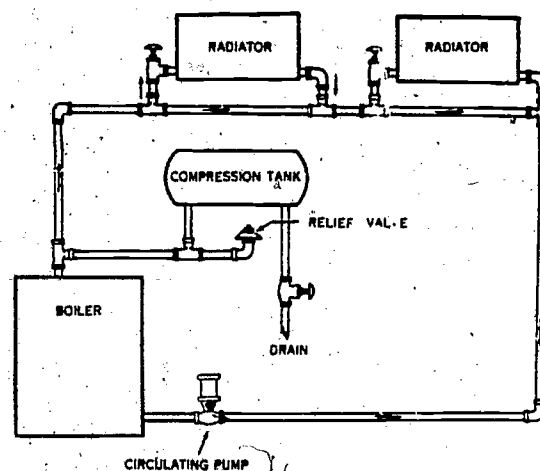 RADIATOR
RADIATOR
COMPRESSION TANK
RELIEF VAL.E
BOILER
DRAIN
CIRCULATING PUMP